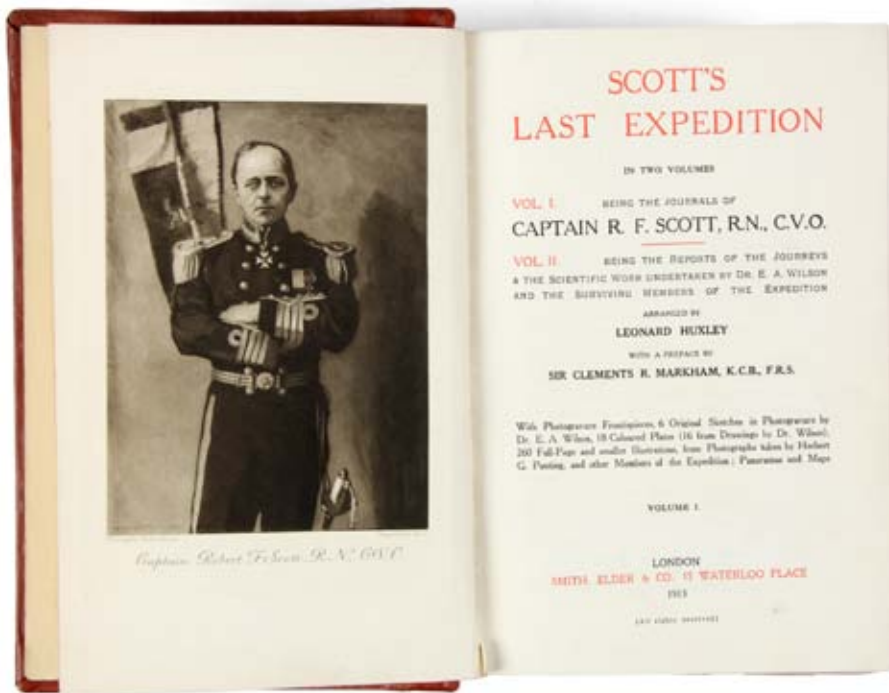 Captain Robert F. Scott R.N. C.V.O.
SCOTT'S
LAST EXPEDITION
IN TWO VOLUMES
VOL. I. BEING THE JOURNALS OF
CAPTAIN R. F. SCOTT, R.N., C.V.O.
VOL. II. BEING THE REPORTS OF THE JOURNEYS
& THE SCIENTIFIC WORK UNDERTAKEN BY DR. E. A. WILSON
AND THE SURVIVING MEMBERS OF THE EXPEDITION
ARRANGED BY
LEONARD HUXLEY
WITH A PREFACE BY
SIR CLEMENTS R. MARKHAM, K.C.B., F.R.S.
With Photogravure Frontispieces, 6 Original Sketches in Photogravure by
Dr. E. A. Wilson, 18 Coloured Plates (16 from Drawings by Dr. Wilson),
260 Full-Page and smaller Illustrations, from Photographs taken by Herbert
G. Ponting, and other Members of the Expedition; Panoramas and Maps
VOLUME I.
LONDON
SMITH, ELDER & CO. 15 WATERLOO PLACE
1913
[All rights reserved]